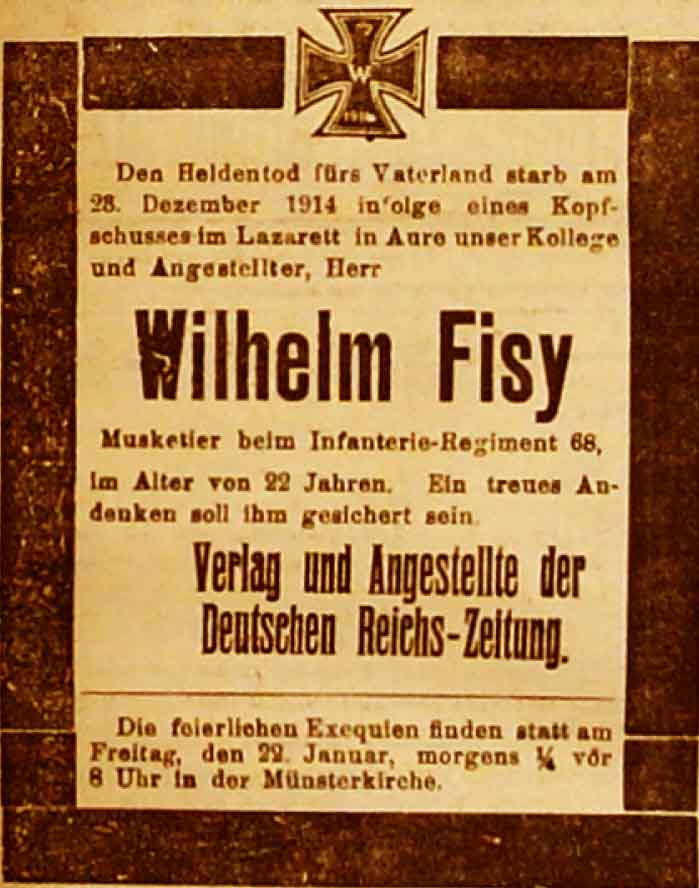 W
Den Heldentod fürs Vaterland starb am
28. Dezember 1914 infolge eines Kopf-
schusses im Lazarett in Aure unser Kollege
und Angestellter, Herr
Wilhelm Fisy
Musketier beim Infanterie-Regiment 68,
im Alter von 22 Jahren. Ein treues An-
denken soll ihm gesichert sein.
Verlag und Angestellte der
Deutschen Reichs-Zeitung.
Die feierlichen Exequien finden statt am
Freitag, den 22. Januar, morgens ¼ vor
8 Uhr in der Münsterkirche.